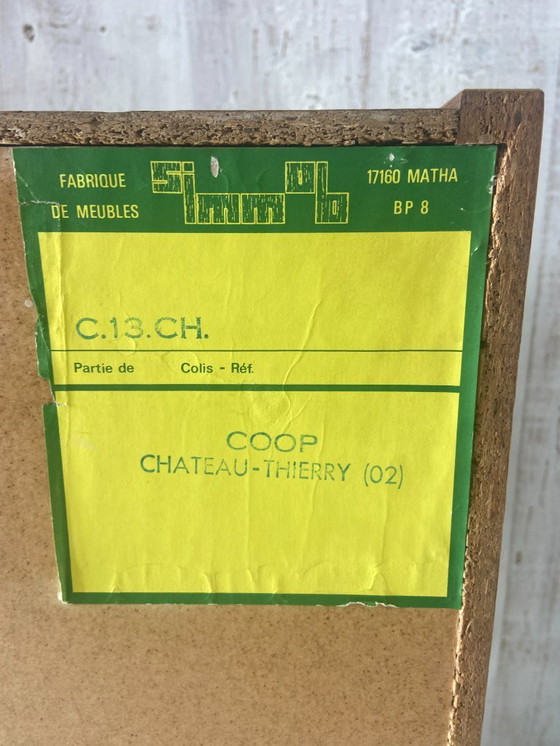 FABRIQUE
DE MEUBLES
simmob
17160 MATHA
BP 8
C.13.CH.
Partie de Colis - Réf.
COOP
CHATEAU-THIERRY (02)